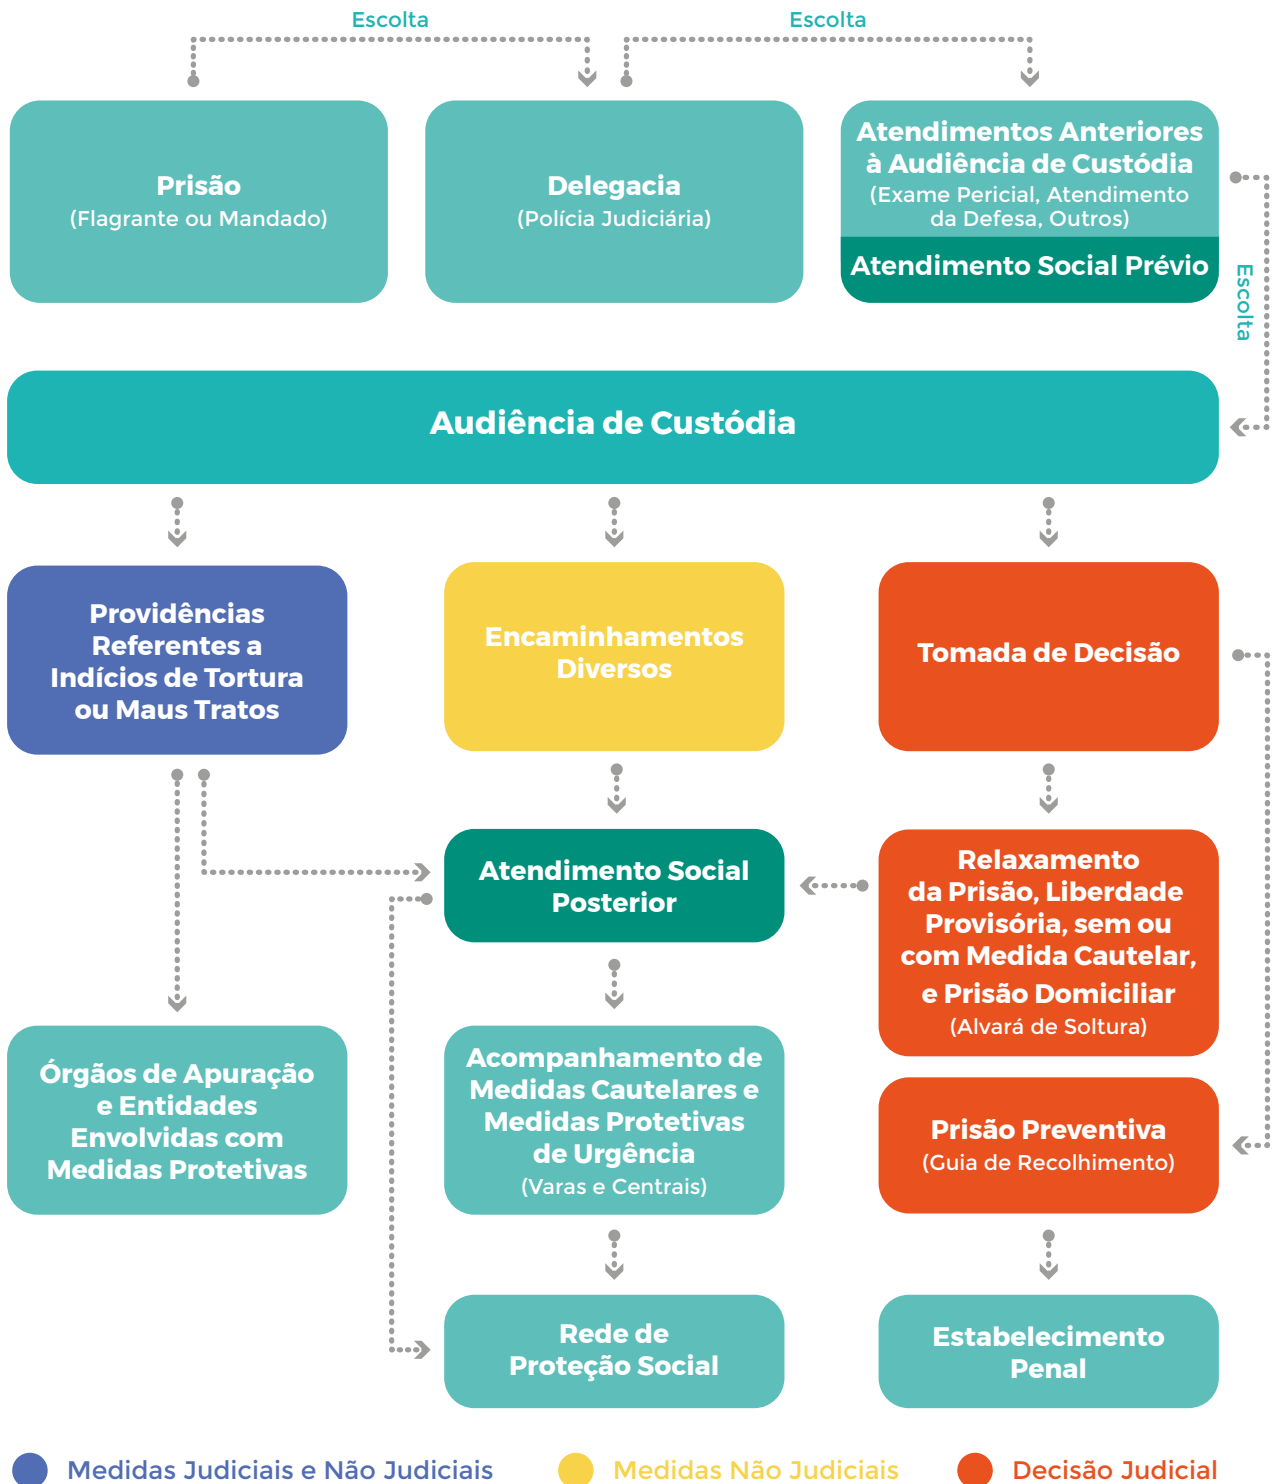 Escolta
Escolta
Prisão
(Flagrante ou Mandado)
Delegacia
(Polícia Judiciária)
Atendimentos Anteriores
à Audiência de Custódia
(Exame Pericial, Atendimento
da Defesa, Outros)
Atendimento Social Prévio
Escolta
Audiência de Custódia
Providências
Referentes a
Indícios de Tortura
ou Maus Tratos
Encaminhamentos
Diversos
Tomada de Decisão
Atendimento Social
Posterior
Relaxamento
da Prisão, Liberdade
Provisória, sem ou
com Medida Cautelar,
e Prisão Domiciliar
(Alvará de Soltura)
Órgãos de Apuração
e Entidades
Envolvidas com
Medidas Protetivas
Acompanhamento de
Medidas Cautelares e
Medidas Protetivas
de Urgência
(Varas e Centrais)
Prisão Preventiva
(Guia de Recolhimento)
Rede de
Proteção Social
Estabelecimento
Penal
Medidas Judiciais e Não Judiciais
Medidas Não Judiciais
Decisão Judicial